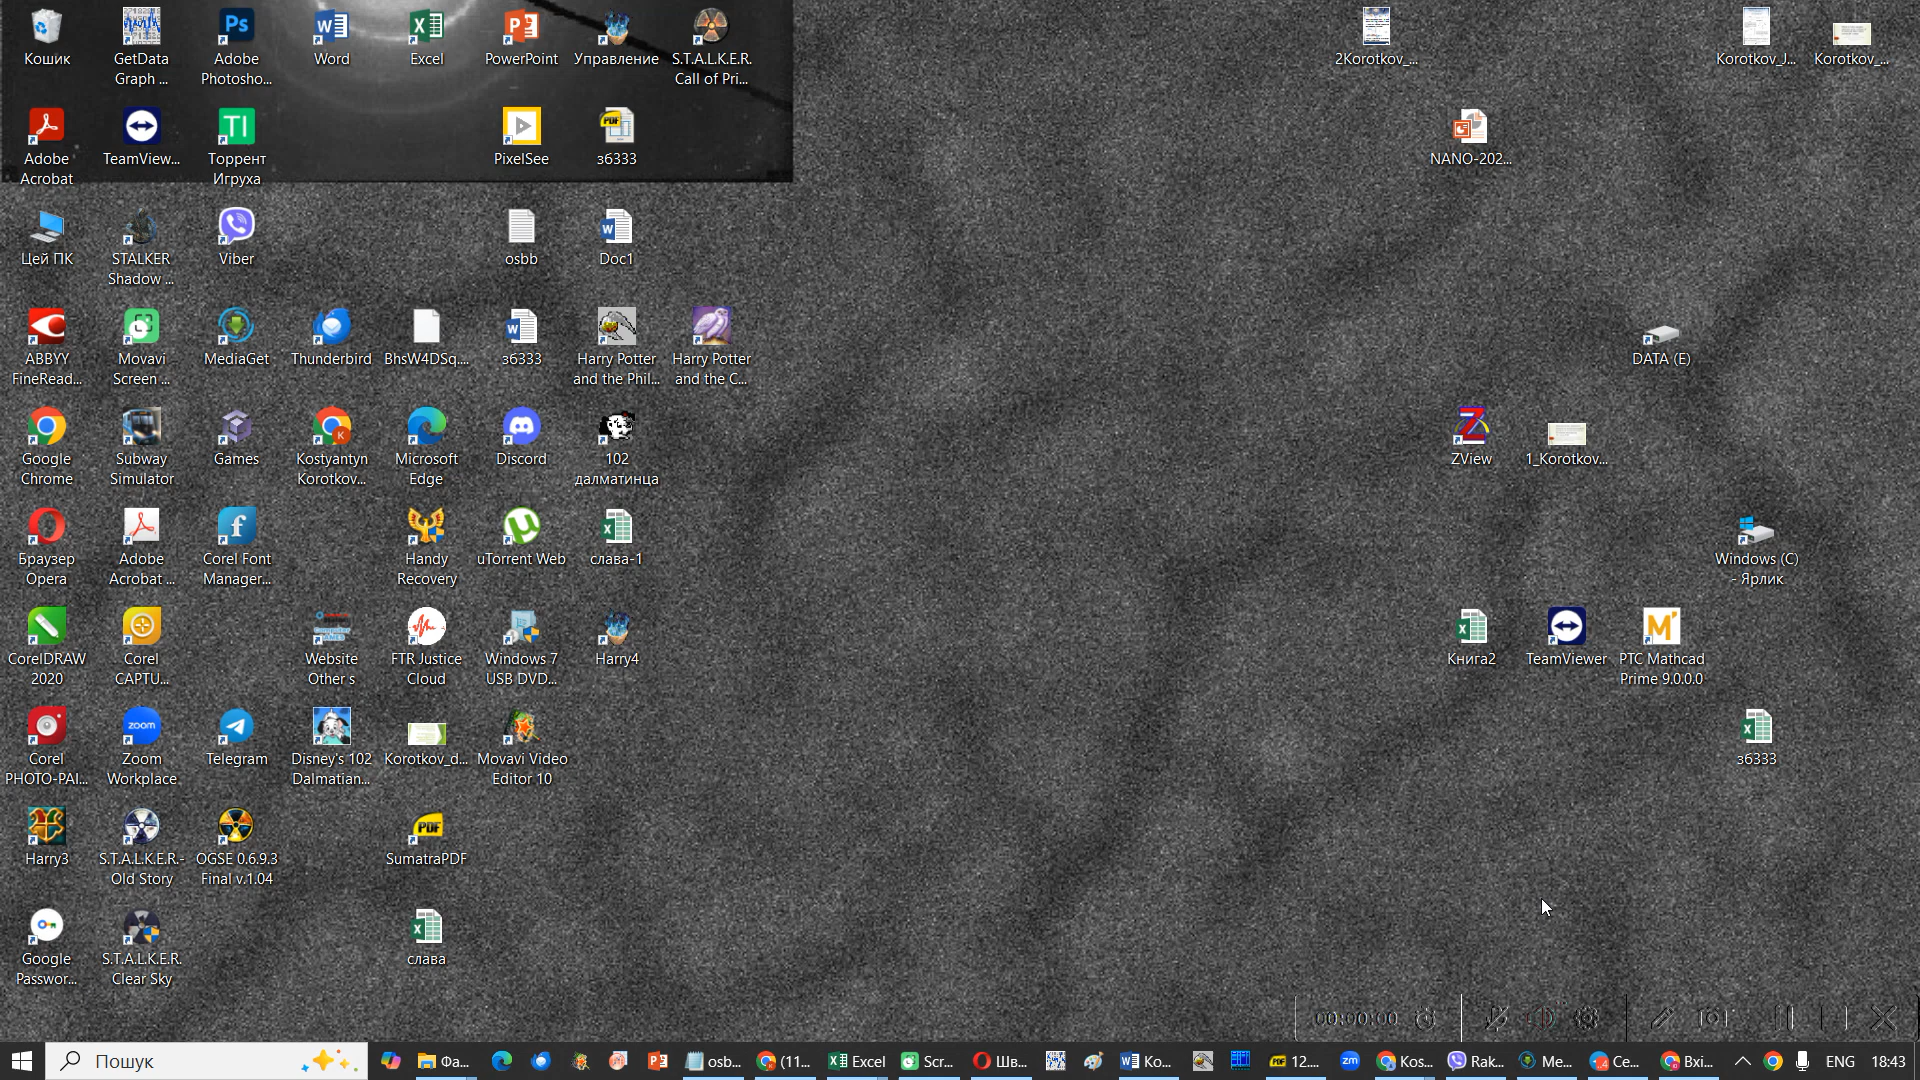 Кошик
GetData
Graph ...
Adobe
Photosho...
Word
Excel
PowerPoint
Управление
S.T.A.L.K.E.R.
Call of Pri...
2Korotkov_...
Korotkov_J...
Korotkov_...
Adobe
Acrobat
TeamView...
Торрент
Игруха
PixelSee
з6333
NANO-202...
Цей ПК
STALKER
Shadow ...
Viber
osbb
Doc1
ABBYY
FineRead...
Movavi
Screen ...
MediaGet
Thunderbird
BhsW4DSq....
з6333
Harry Potter
and the Phil...
Harry Potter
and the C...
DATA (E)
Google
Chrome
Subway
Simulator
Games
Kostyantyn
Korotkov...
Microsoft
Edge
Discord
102
далматинца
ZView
1_Korotkov...
Браузер
Opera
Adobe
Acrobat ...
Corel Font
Manager...
Handy
Recovery
uTorrent Web
слава-1
Windows (C)
- Ярлик
CorelDRAW
2020
Corel
CAPTU...
Website
Other s
FTR Justice
Cloud
Windows 7
USB DVD...
Harry4
Книга2
TeamViewer
PTC Mathcad
Prime 9.0.0.0
Corel
PHOTO-PAI...
Zoom
Workplace
Telegram
Disney's 102
Dalmatian...
Korotkov_d...
Movavi Video
Editor 10
з6333
Harry3
S.T.A.L.K.E.R.-
Old Story
OGSE 0.6.9.3
Final v.1.04
SumatraPDF
Google
Passwor...
S.T.A.L.K.E.R.
Clear Sky
слава
00:00:00
Пошук
Фа...
osb...
(11...
Excel
Scr...
Шв...
Ко...
12....
Kos...
Rak...
Me...
Ce...
Вхі...
ENG
18:43